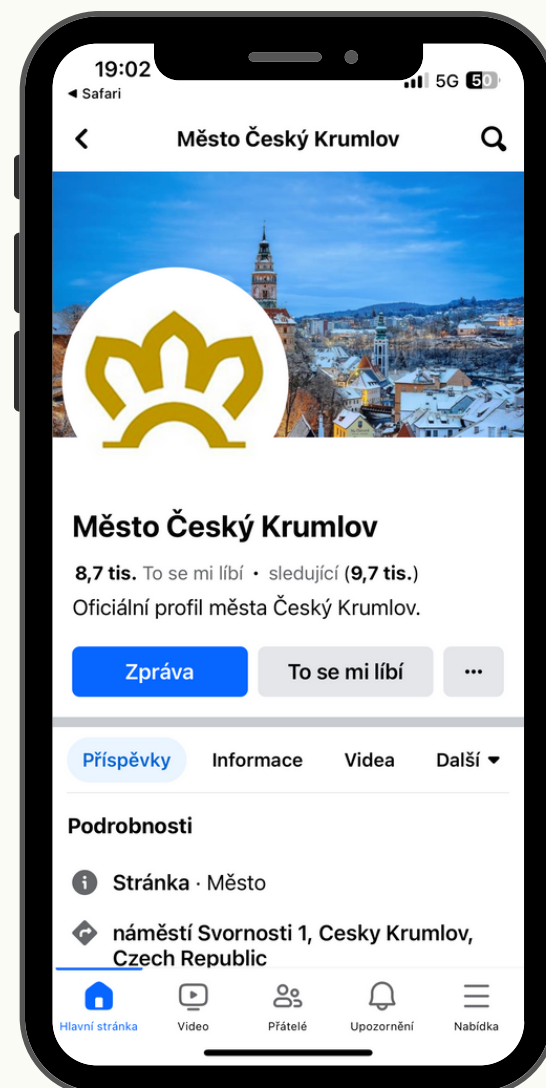 19:02
◀ Safari
5G 50
Město Český Krumlov
Město Český Krumlov
8,7 tis. To se mi líbí • sledující (9,7 tis.)
Oficiální profil města Český Krumlov.
Zpráva
To se mi líbí
...
Příspěvky
Informace
Videa
Další ▼
Podrobnosti
Stránka · Město
náměstí Svornosti 1, Cesky Krumlov,
Czech Republic
Hlavní stránka
Video
Přátelé
Upozornění
Nabídka